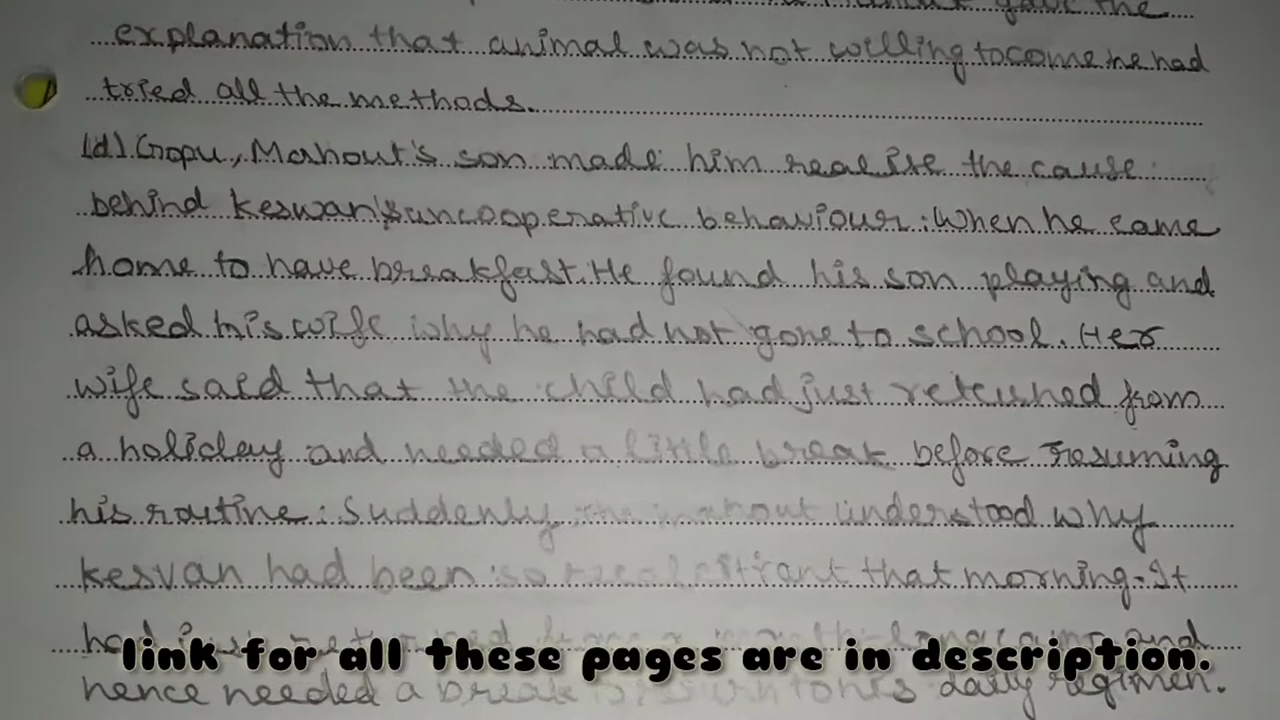 the
explanation that animal was not willing to come he had
tried all the methods.
(d) Gopu, Mahout's son made him realise the cause
behind Keswan's uncooperative behaviour. When he came
home to have breakfast. He found his son playing and
asked his wife why he had not gone to school. Her
wife said that the child had just returned from
a holiday and needed a little break before resuming
his routine. Suddenly the mahout understood why
Kesvan had been so recalcitrant that morning. It
had and
link for all these pages are in description.
hence needed a break daily regimen.